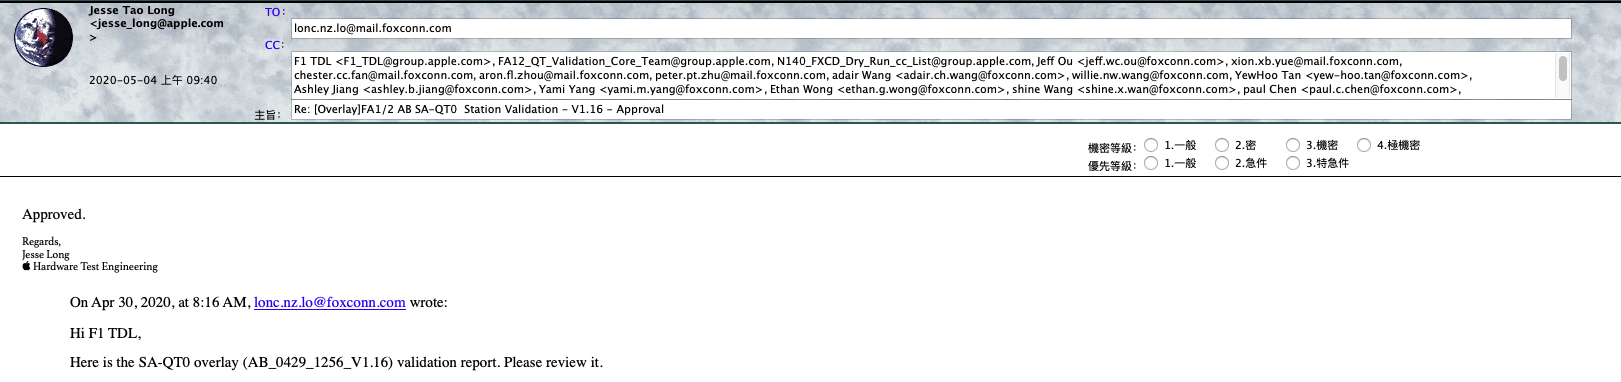 Jesse Tao Long
<jesse_long@apple.com
>
2020-05-04 上午 09:40
TO:
lonc.nz.lo@mail.foxconn.com
CC:
F1 TDL <F1_TDL@group.apple.com>, FA12_QT_Validation_Core_Team@group.apple.com, N140_FXCD_Dry_Run_cc_List@group.apple.com, Jeff Ou <jeff.wc.ou@foxconn.com>, xion.xb.yue@mail.foxconn.com,
chester.cc.fan@mail.foxconn.com, aron.fl.zhou@mail.foxconn.com, peter.pt.zhu@mail.foxconn.com, adair Wang <adair.ch.wang@foxconn.com>, willie.nw.wang@foxconn.com, YewHoo Tan <yew-hoo.tan@foxconn.com>,
Ashley Jiang <ashley.b.jiang@foxconn.com>, Yami Yang <yami.m.yang@foxconn.com>, Ethan Wong <ethan.g.wong@foxconn.com>, shine Wang <shine.x.wan@foxconn.com>, paul Chen <paul.c.chen@foxconn.com>,
主旨:
Re: [Overlay]FA1/2 AB SA-QT0 Station Validation - V1.16 - Approval
機密等級: 1.一般 2.密 3.機密 4.極機密
優先等級: 1.一般 2.急件 3.特急件
Approved.
Regards,
Jesse Long
Hardware Test Engineering
On Apr 30, 2020, at 8:16 AM, lonc.nz.lo@foxconn.com wrote:
Hi F1 TDL,
Here is the SA-QT0 overlay (AB_0429_1256_V1.16) validation report. Please review it.